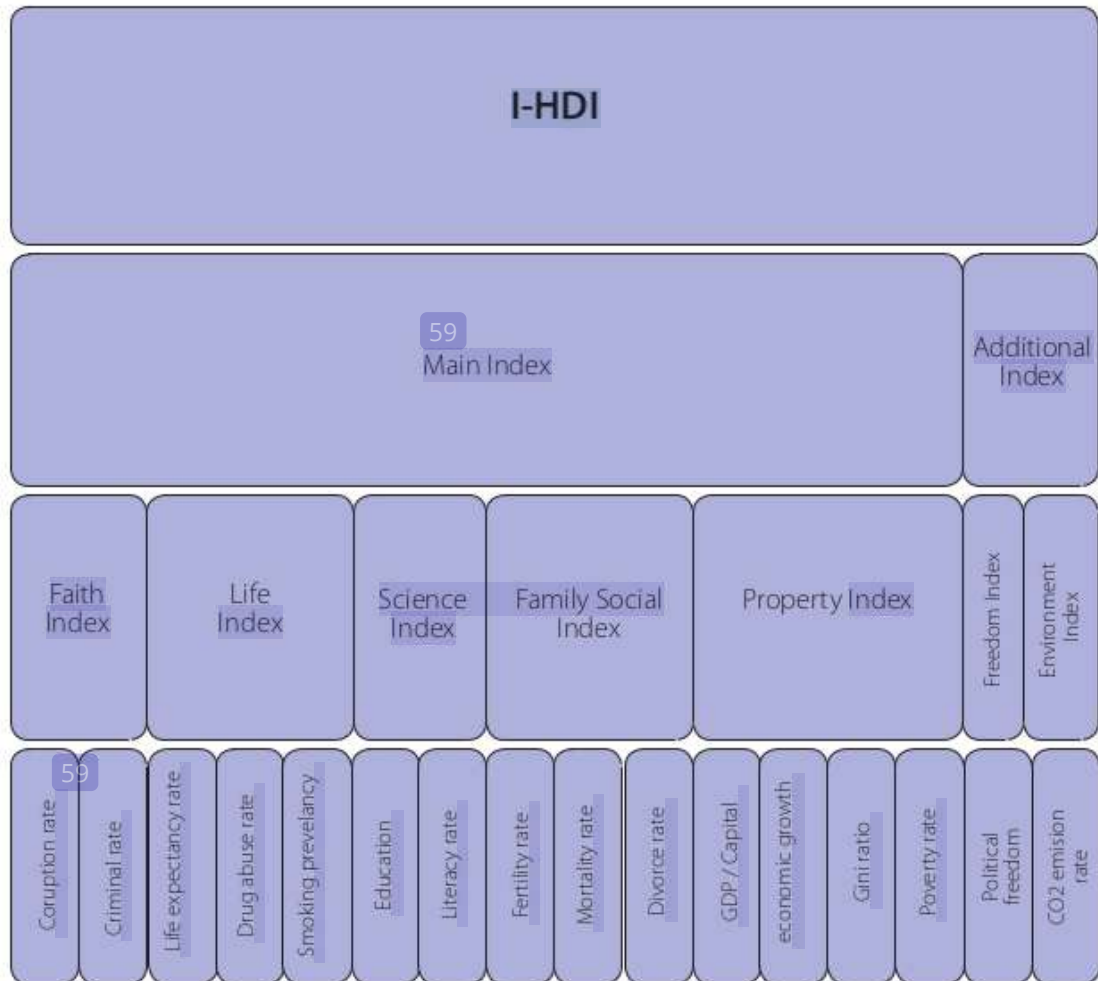 I-HDI
59
Main Index
Additional
Index
Faith
Index
Life
Index
Science
Index
Family Social
Index
Property Index
Freedom Index
Environment
Index
59
Coruption rate
Criminal rate
Life expectancy rate
Drug abuse rate
Smoking prevelancy
Education
Literacy rate
Fertility rate
Mortality rate
Divorce rate
GDP / Capital
economic growth
Gini ratio
Poverty rate
Political
freedom
CO2 emision
rate